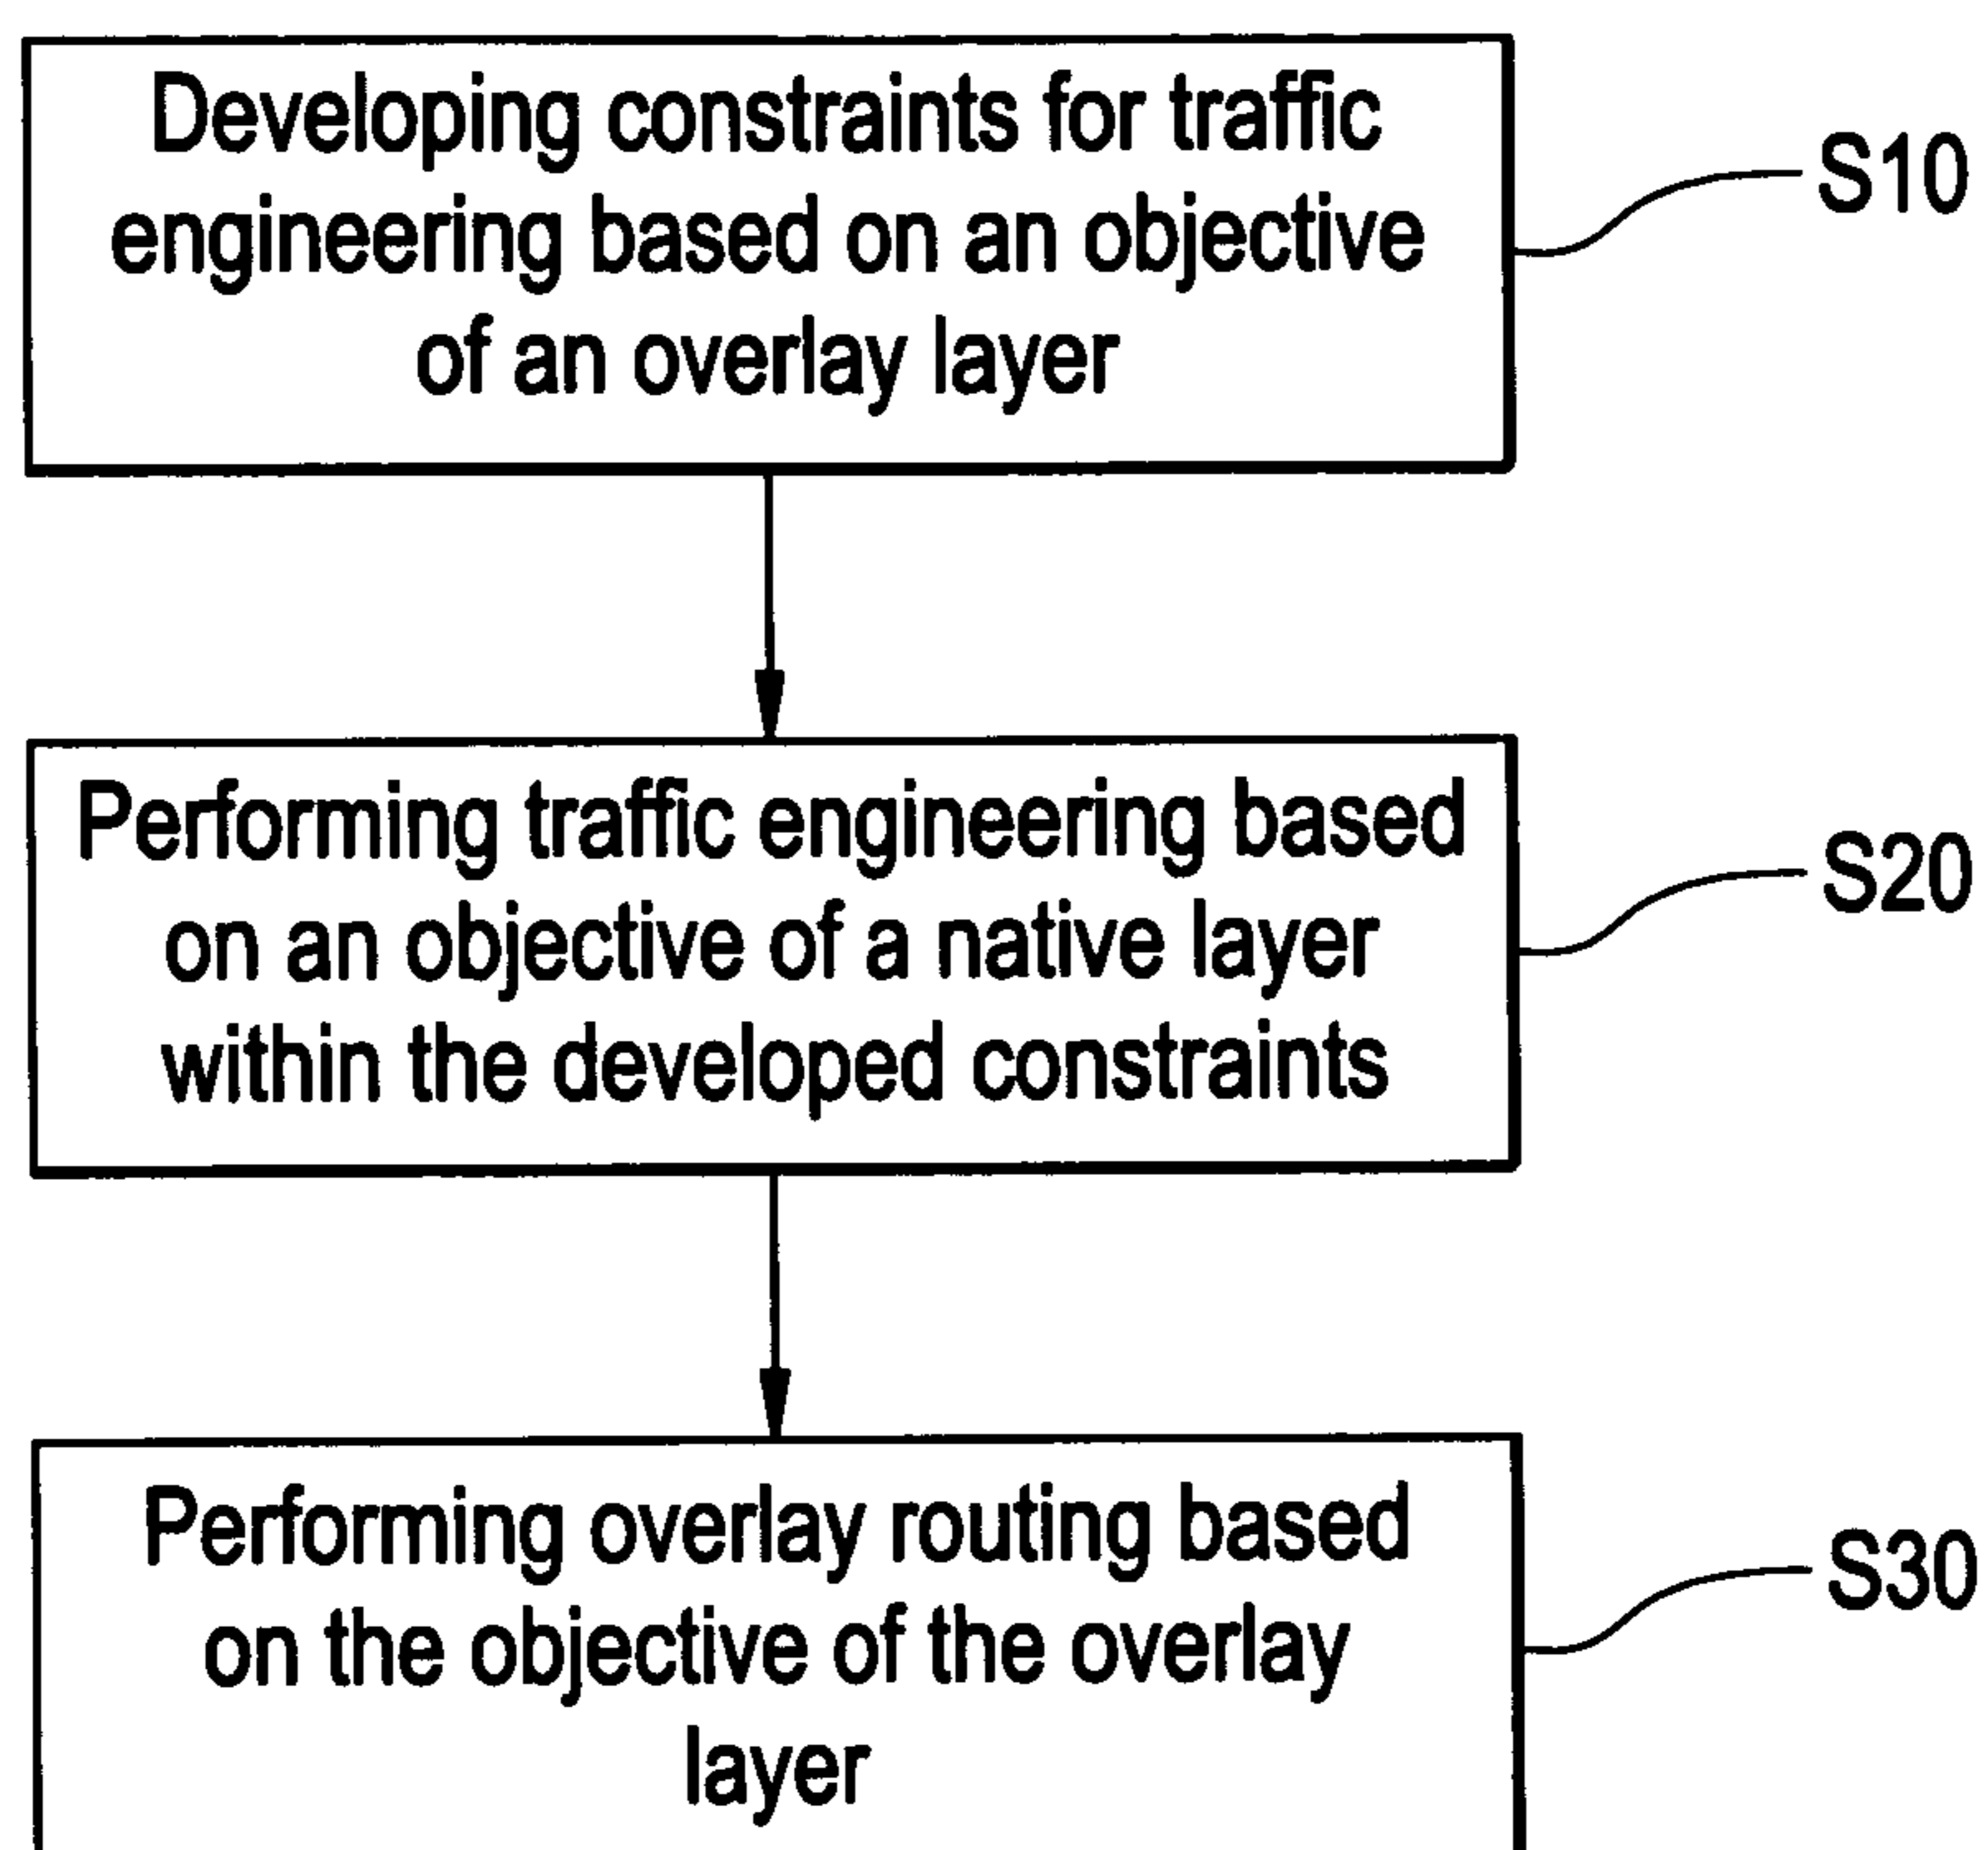 Developing constraints for traffic
engineering based on an objective
of an overlay layer
S10
Performing traffic engineering based
on an objective of a native layer
within the developed constraints
S20
Performing overlay routing based
on the objective of the overlay
layer
S30